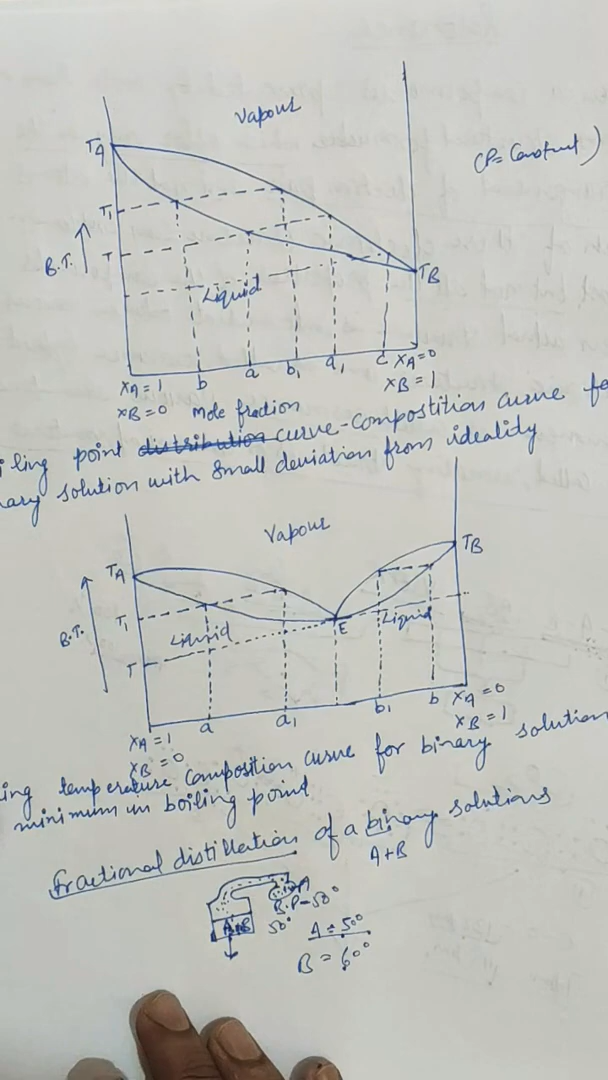 Vapour
(P = Constant)
TA
T1
B.T.
T
Liquid
TB
b a b1 a1 c XA = 0
XA = 1
XB = 1
XB = 0 Mole fraction
ling point distribution curve-compostition curve fo
nary solution with small deviation from ideality
Vapour
TB
TA
T1
B.T.
Liquid
E
Liquid
T
a a1 b1 b XA = 0
XB = 1
XA = 1
XB = 0
ing temperature composition curve for binary solution
minimum in boiling point
Fractional distillation of a binary solutions
A+B
B.P-50°
A+B
50°
A = 50°
B = 60°